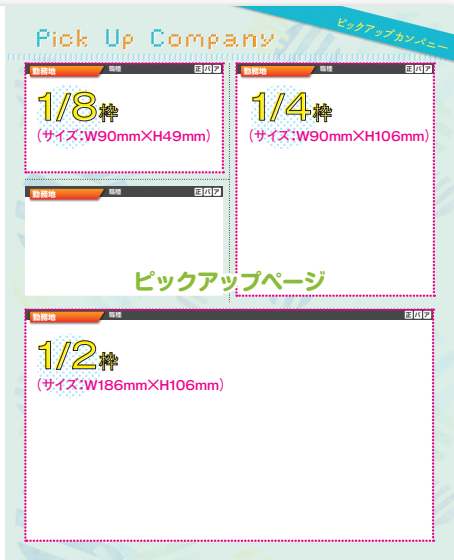 Pick Up Company
ピックアップカンパニー
勤務地 職種 正 パ ア
1/8枠
(サイズ:W90mm×H49mm)
勤務地 職種 正 パ ア
1/4枠
(サイズ:W90mm×H106mm)
勤務地 職種 正 パ ア
ピックアップページ
勤務地 職種 正 パ ア
1/2枠
(サイズ:W186mm×H106mm)